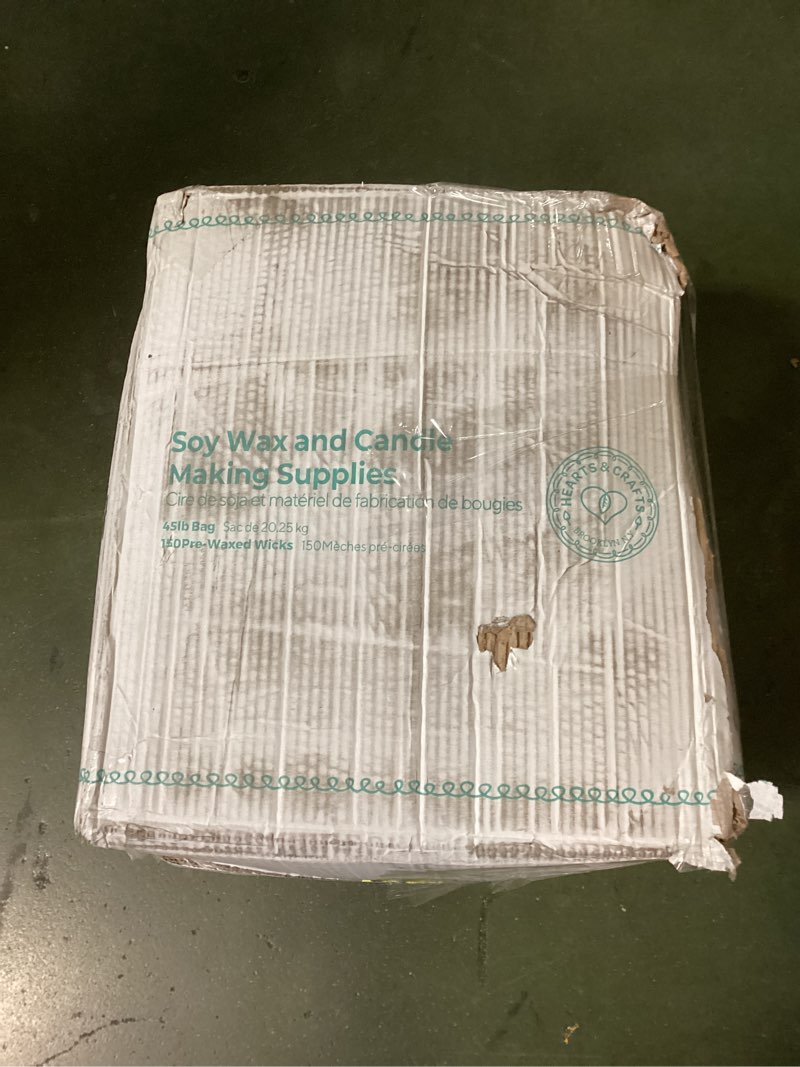 Soy Wax and Candle
Making Supplies
Cire de soja et matériel de fabrication de bougies
45lb Bag Sac de 20.25 kg
150Pre-Waxed Wicks 150Mèches pré-cirées
HEARTS & CRAFTS
BROOKLYN N.Y.